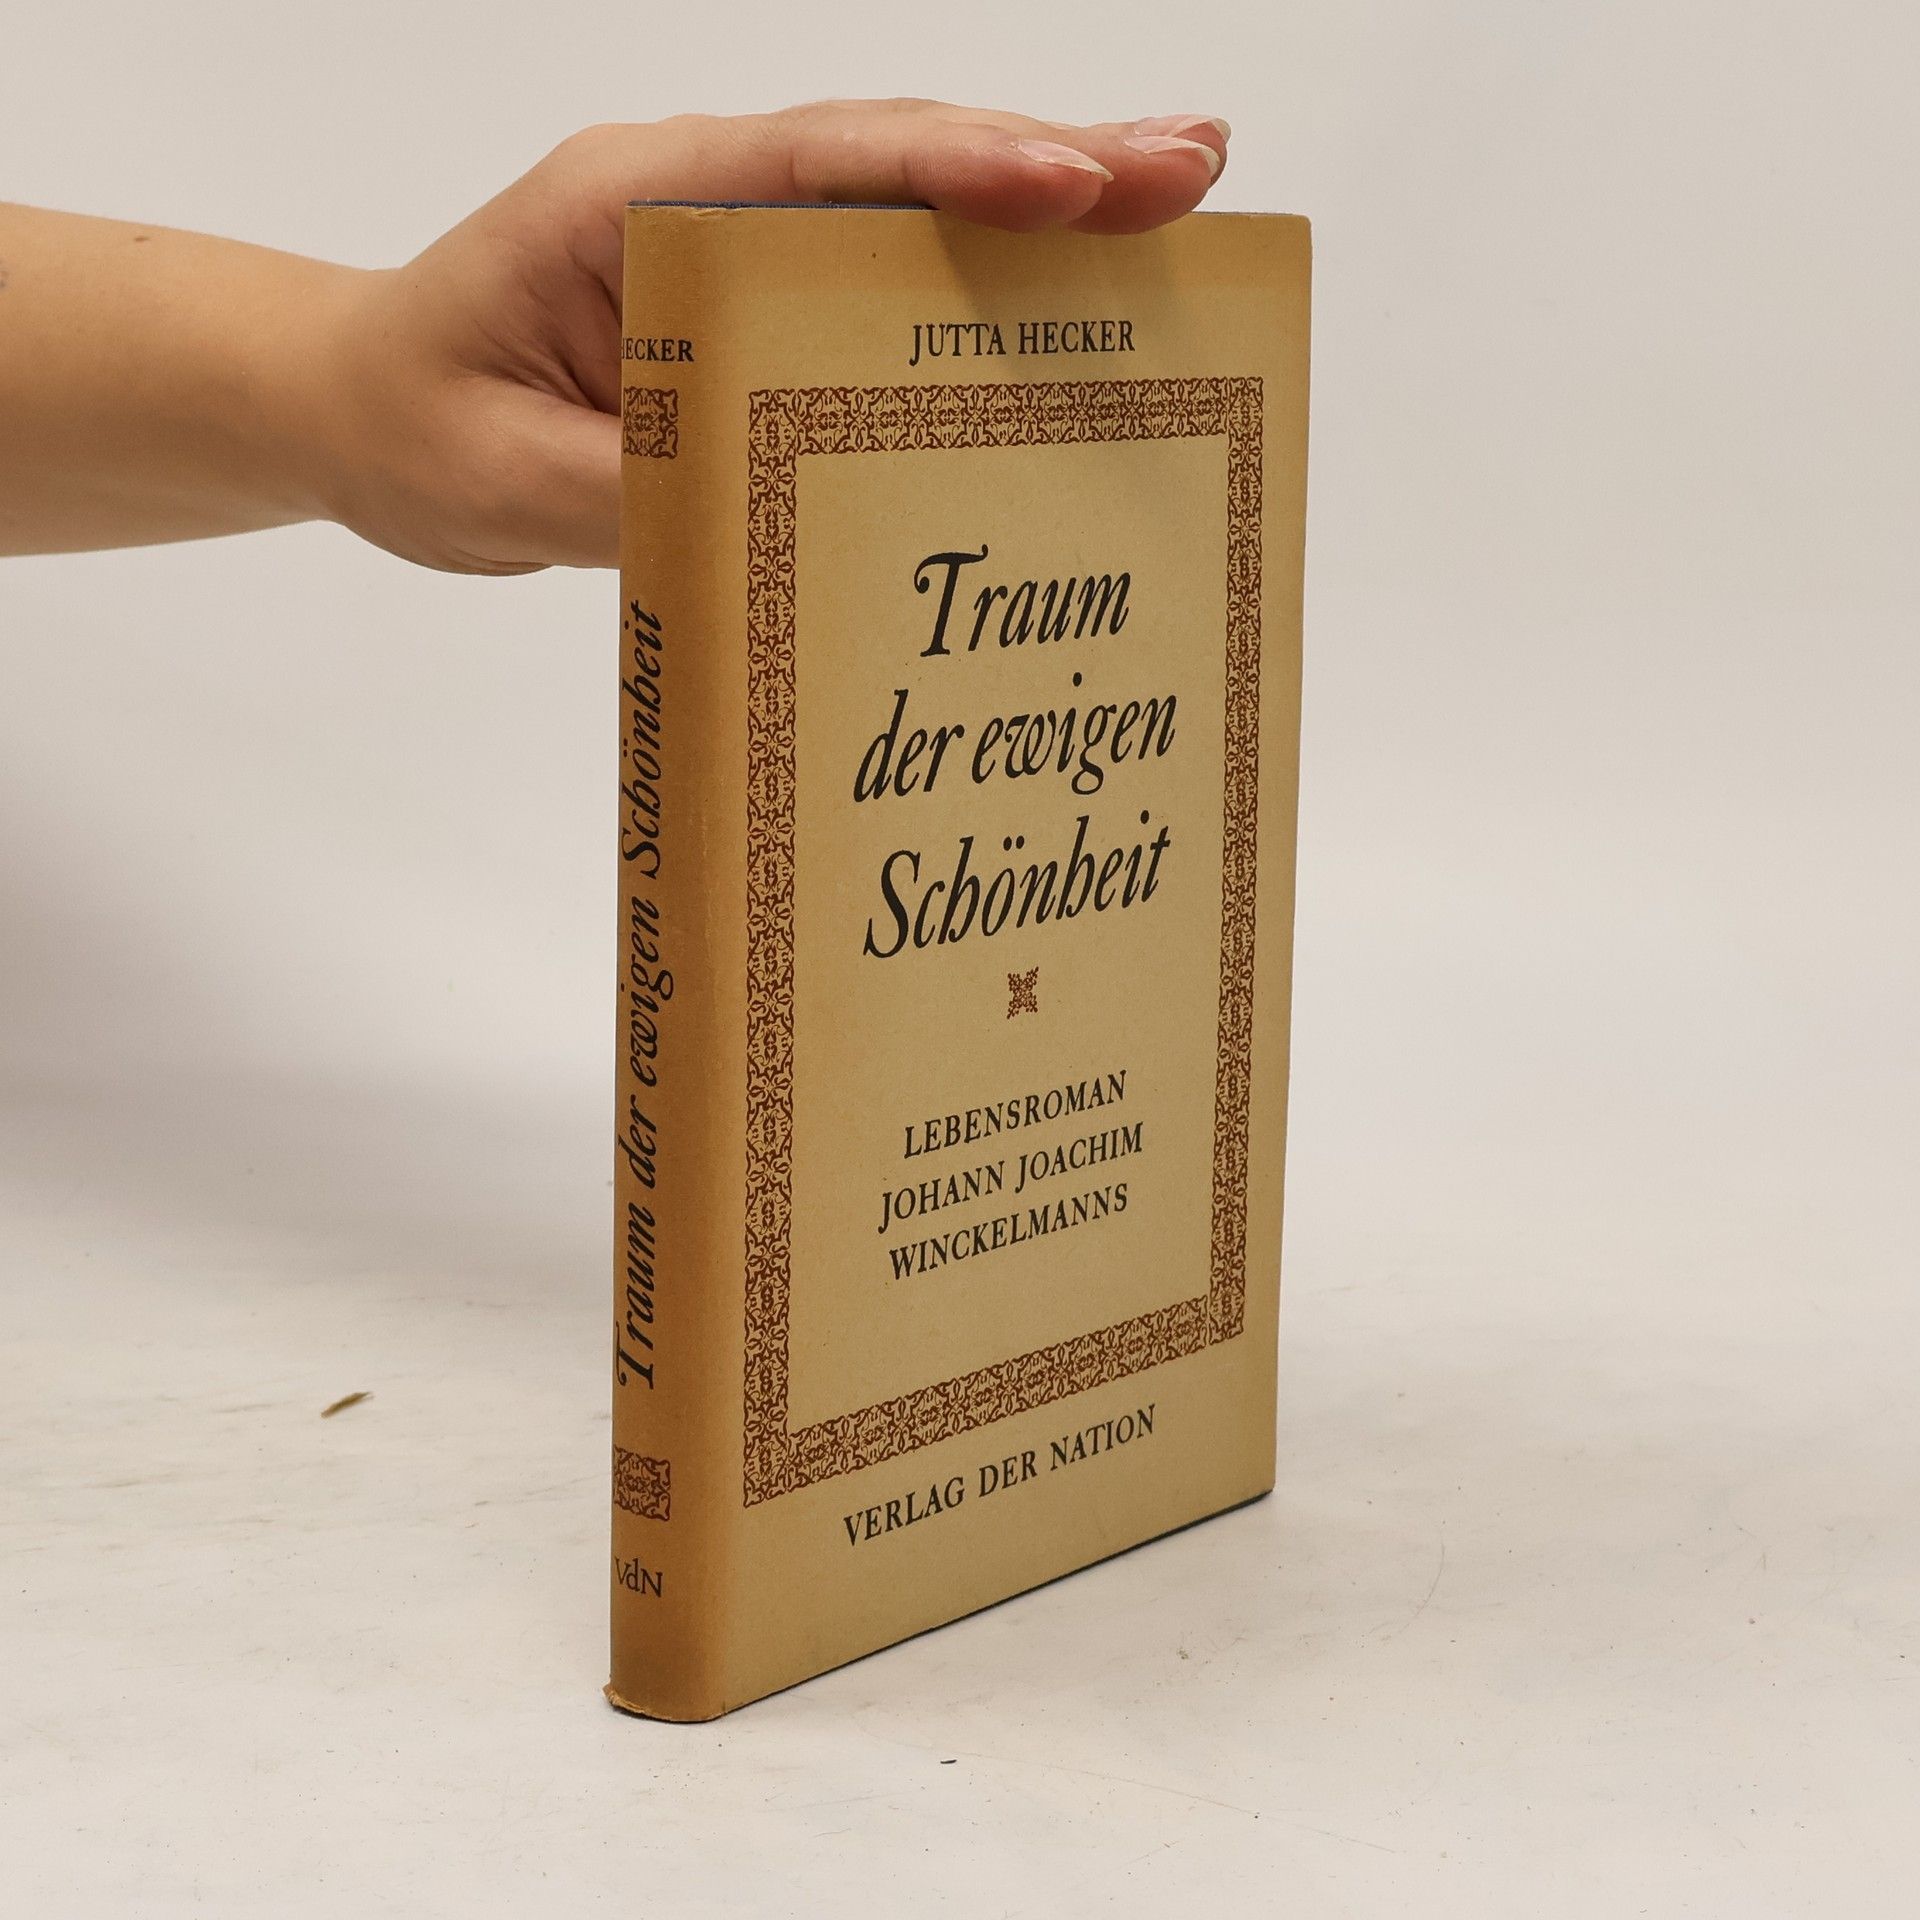 HECKER
Traum der ewigen Schönheit
VdN
JUTTA HECKER
Traum
der ewigen
Schönheit
LEBENSROMAN
JOHANN JOACHIM
WINCKELMANNS
VERLAG DER NATION